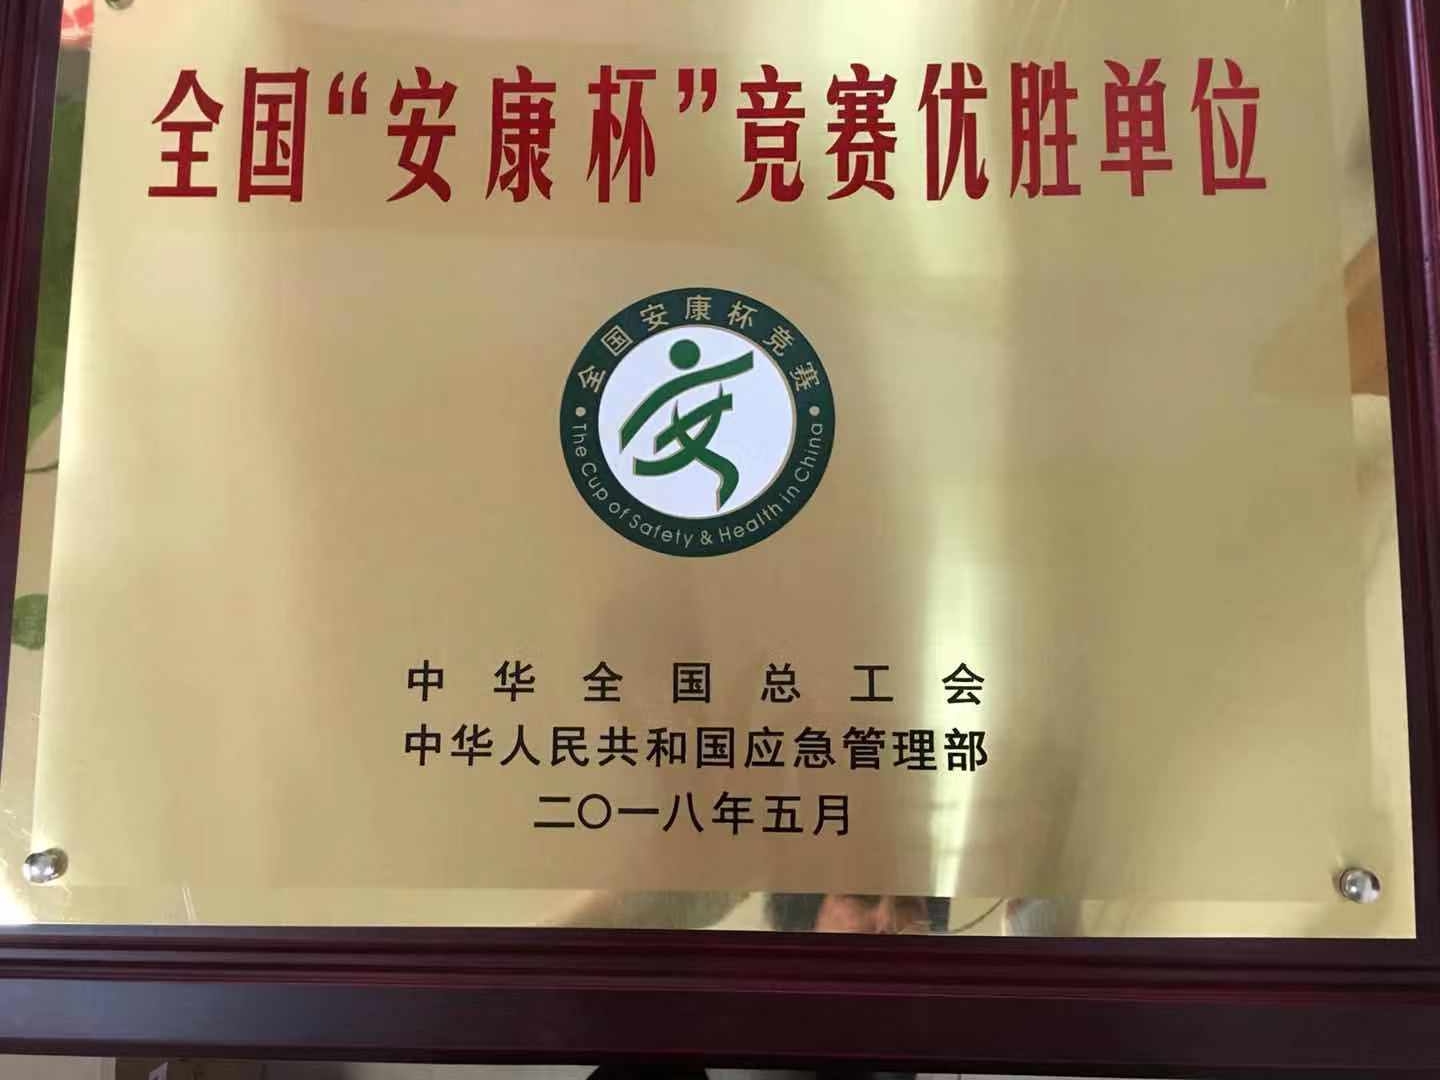 全国“安康杯”竞赛优胜单位
全国安康杯竞赛
The Cup of Safety & Health in China
中华全国总工会
中华人民共和国应急管理部
二〇一八年五月